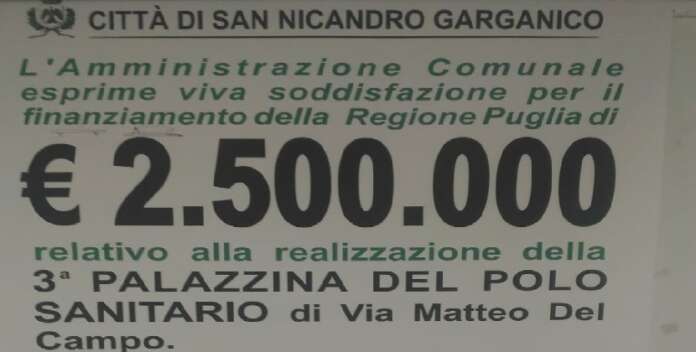 CITTÀ DI SAN NICANDRO GARGANICO
L'Amministrazione Comunale
esprime viva soddisfazione per il
finanziamento della Regione Puglia di
€ 2.500.000
relativo alla realizzazione della
3ª PALAZZINA DEL POLO
SANITARIO di Via Matteo Del
Campo.